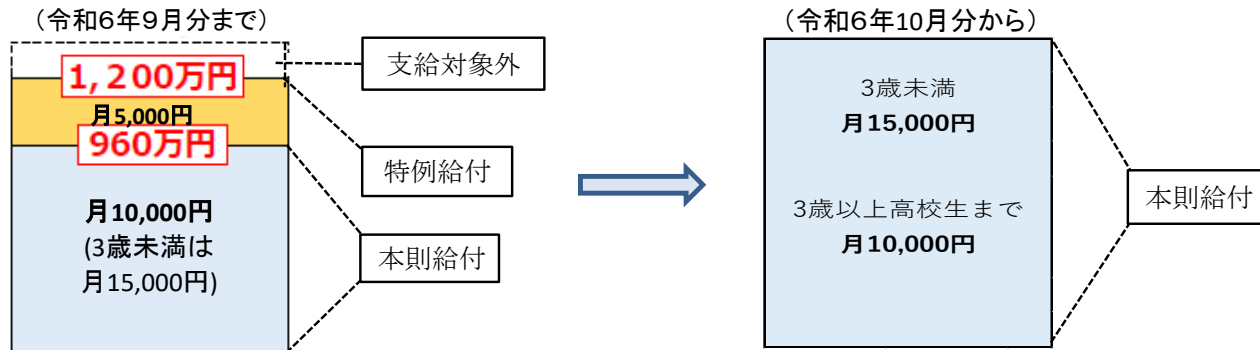 （令和６年９月分まで）
1,200万円
月5,000円
960万円
月10,000円
(3歳未満は
月15,000円)
支給対象外
特例給付
本則給付
（令和６年10月分から）
3歳未満
月15,000円
3歳以上高校生まで
月10,000円
本則給付